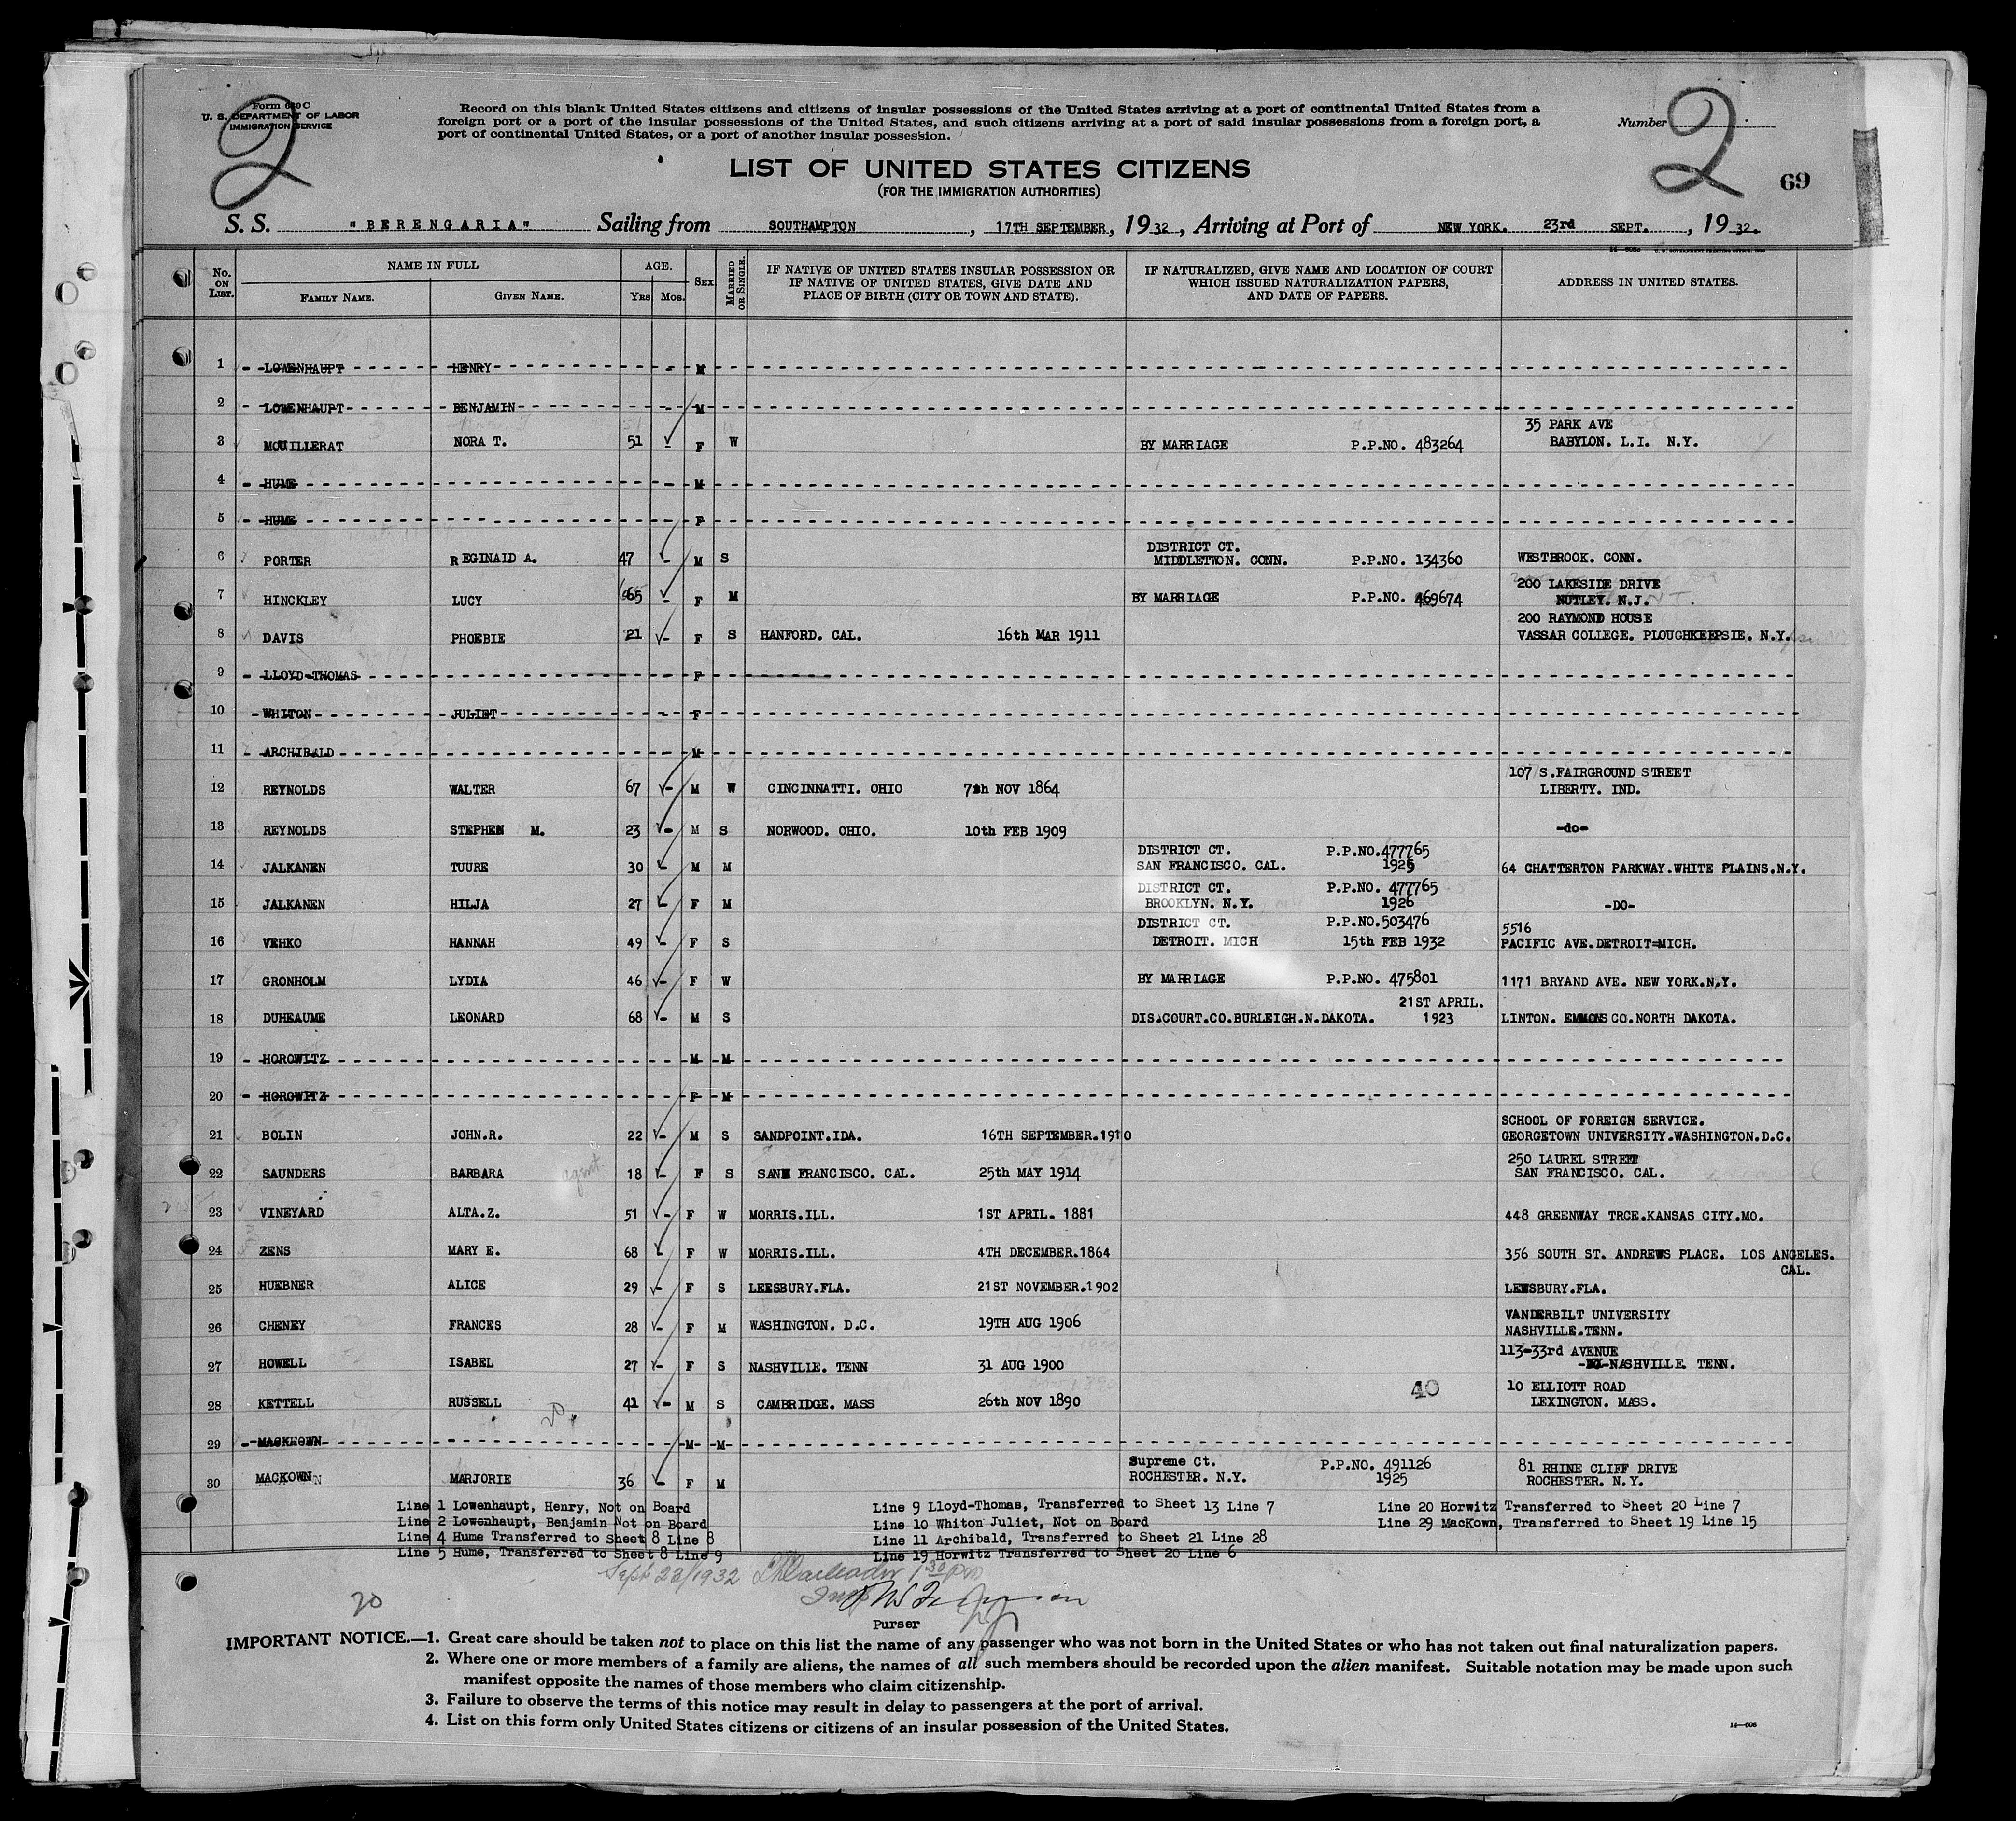 2
Form 630 C
U. S. DEPARTMENT OF LABOR
IMMIGRATION SERVICE
Record on this blank United States citizens and citizens of insular possessions of the United States arriving at a port of continental United States from a
foreign port or a port of the insular possessions of the United States, and such citizens arriving at a port of said insular possessions from a foreign port, a
port of continental United States, or a port of another insular possession.
Number 2
LIST OF UNITED STATES CITIZENS
(FOR THE IMMIGRATION AUTHORITIES)
69
S. S. "BERENGARIA" Sailing from SOUTHAMPTON, 17TH SEPTEMBER, 1932, Arriving at Port of NEW YORK. 23rd SEPT., 1932.
No. ON LIST. NAME IN FULL FAMILY NAME. GIVEN NAME. AGE. Yrs Mos. SEX MARRIED OR SINGLE. IF NATIVE OF UNITED STATES INSULAR POSSESSION OR IF NATIVE OF UNITED STATES, GIVE DATE AND PLACE OF BIRTH (CITY OR TOWN AND STATE). IF NATURALIZED, GIVE NAME AND LOCATION OF COURT WHICH ISSUED NATURALIZATION PAPERS, AND DATE OF PAPERS. ADDRESS IN UNITED STATES.
1 LOWENHAUPT HENRY M
2 LOWENHAUPT BENJAMIN M
35 PARK AVE
3 MOUILLERAT NORA T. 51 - F W BY MARRIAGE P.P.NO. 483264 BABYLON. L.I. N.Y.
4 HUME M
5 HUME F
DISTRICT CT.
6 PORTER REGINAID A. 47 - M S MIDDLETWON. CONN. P.P.NO. 134360 WESTBROOK. CONN.
200 LAKESIDE DRIVE
7 HINCKLEY LUCY 65 - F M BY MARRIAGE P.P.NO. 469674 NUTLEY. N.J.
200 RAYMOND HOUSE
8 DAVIS PHOEBIE 21 - F S HANFORD. CAL. 16th MAR 1911 VASSAR COLLEGE. PLOUGHKEEPSIE. N.Y.
9 LLOYD-THOMAS F
10 WHITON JULIET F
11 ARCHIBALD M
107 S.FAIRGROUND STREET
12 REYNOLDS WALTER 67 - M W CINCINNATTI. OHIO 7th NOV 1864 LIBERTY. IND.
13 REYNOLDS STEPHEN M. 23 - M S NORWOOD. OHIO. 10th FEB 1909 -do-
DISTRICT CT. P.P.NO.477765
14 JALKANEN TUURE 30 - M M SAN FRANCISCO. CAL. 1926 64 CHATTERTON PARKWAY.WHITE PLAINS.N.Y.
DISTRICT CT. P.P.NO. 477765
15 JALKANEN HILJA 27 - F M BROOKLYN. N.Y. 1926 -DO-
DISTRICT CT. P.P.NO.503476 5516
16 VEHKO HANNAH 49 - F S DETROIT. MICH 15th FEB 1932 PACIFIC AVE.DETROIT=MICH.
17 GRONHOLM LYDIA 46 - F W BY MARRIAGE P.P.NO. 475801 1171 BRYAND AVE. NEW YORK.N.Y.
21ST APRIL.
18 DUHEAUME LEONARD 68 - M S DIS.COURT.CO.BURLEIGH.N.DAKOTA. 1923 LINTON. EMMONS CO.NORTH DAKOTA.
19 HOROWITZ M M
20 HOROWITZ F M
SCHOOL OF FOREIGN SERVICE.
21 BOLIN JOHN.R. 22 - M S SANDPOINT.IDA. 16TH SEPTEMBER.1910 GEORGETOWN UNIVERSITY.WASHINGTON.D.C.
250 LAUREL STREET
22 SAUNDERS BARBARA 18 - F S SAN FRANCISCO. CAL. 25th MAY 1914 SAN FRANCISCO. CAL.
23 VINEYARD ALTA.Z. 51 - F W MORRIS.ILL. 1ST APRIL. 1881 448 GREENWAY TRCE.KANSAS CITY.MO.
24 ZENS MARY E. 68 - F W MORRIS.ILL. 4TH DECEMBER.1864 356 SOUTH ST. ANDREWS PLACE. LOS ANGELES.
CAL.
25 HUEBNER ALICE 29 - F S LEESBURY.FLA. 21ST NOVEMBER.1902 LEWSBURY.FLA.
VANDERBILT UNIVERSITY
26 CHENEY FRANCES 28 - F M WASHINGTON. D.C. 19TH AUG 1906 NASHVILLE.TENN.
113-33rd AVENUE
27 HOWELL ISABEL 27 - F S NASHVILLE. TENN 31 AUG 1900 NASHVILLE. TENN.
40 10 ELLIOTT ROAD
28 KETTELL RUSSELL 41 - M S CAMBRIDGE. MASS 26th NOV 1890 LEXINGTON. MASS.
20
29 MACKEOWN M M
Supreme Ct. P.P.NO. 491126 81 RHINE CLIFF DRIVE
30 MACKOWN MARJORIE 36 - F M ROCHESTER. N.Y. 1925 ROCHESTER. N.Y.
Line 1 Lowenhaupt, Henry, Not on Board
Line 2 Lowenhaupt, Benjamin Not on Board
Line 4 Hume Transferred to Sheet 8 Line 8
Line 5 Hume, Transferred to Sheet 8 Line 9
Line 9 Lloyd-Thomas, Transferred to Sheet 13 Line 7
Line 10 Whiton Juliet, Not on Board
Line 11 Archibald, Transferred to Sheet 21 Line 28
Line 19 Horwitz Transferred to Sheet 20 Line 6
Line 20 Horwitz Transferred to Sheet 20 Line 7
Line 29 MacKown, Transferred to Sheet 19 Line 15
Sept 23/1932 1 30 pm
20
Purser
IMPORTANT NOTICE.—1. Great care should be taken not to place on this list the name of any passenger who was not born in the United States or who has not taken out final naturalization papers.
2. Where one or more members of a family are aliens, the names of all such members should be recorded upon the alien manifest. Suitable notation may be made upon such
manifest opposite the names of those members who claim citizenship.
3. Failure to observe the terms of this notice may result in delay to passengers at the port of arrival.
4. List on this form only United States citizens or citizens of an insular possession of the United States.